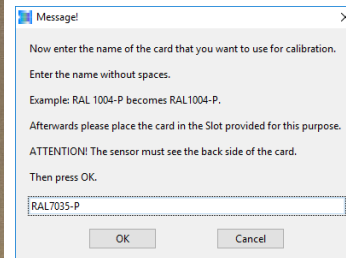 Message!
Now enter the name of the card that you want to use for calibration.
Enter the name without spaces.
Example: RAL 1004-P becomes RAL1004-P.
Afterwards please place the card in the Slot provided for this purpose.
ATTENTION! The sensor must see the back side of the card.
Then press OK.
RAL7035-P
OK Cancel